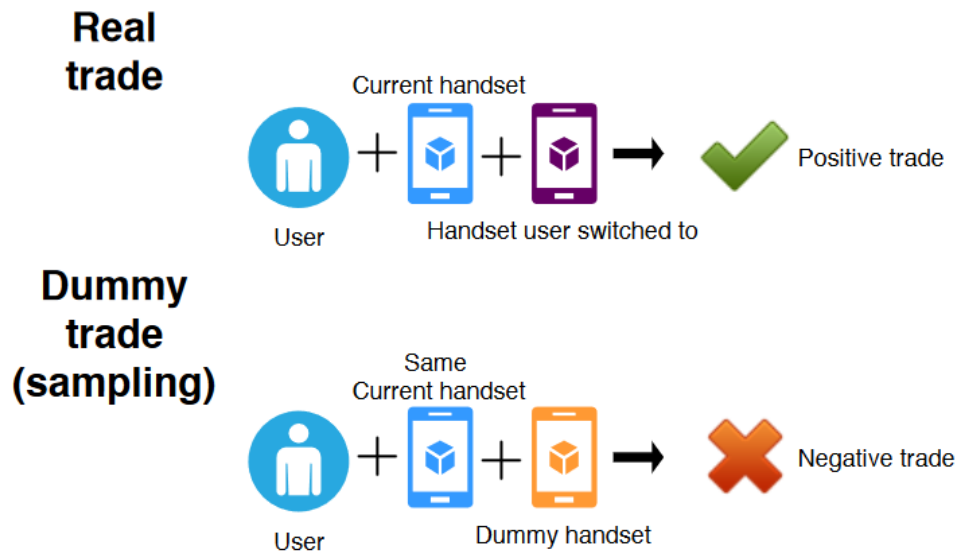 Real
trade
Current handset
Positive trade
User
Handset user switched to
Dummy
trade
(sampling)
Same
Current handset
Negative trade
User
Dummy handset